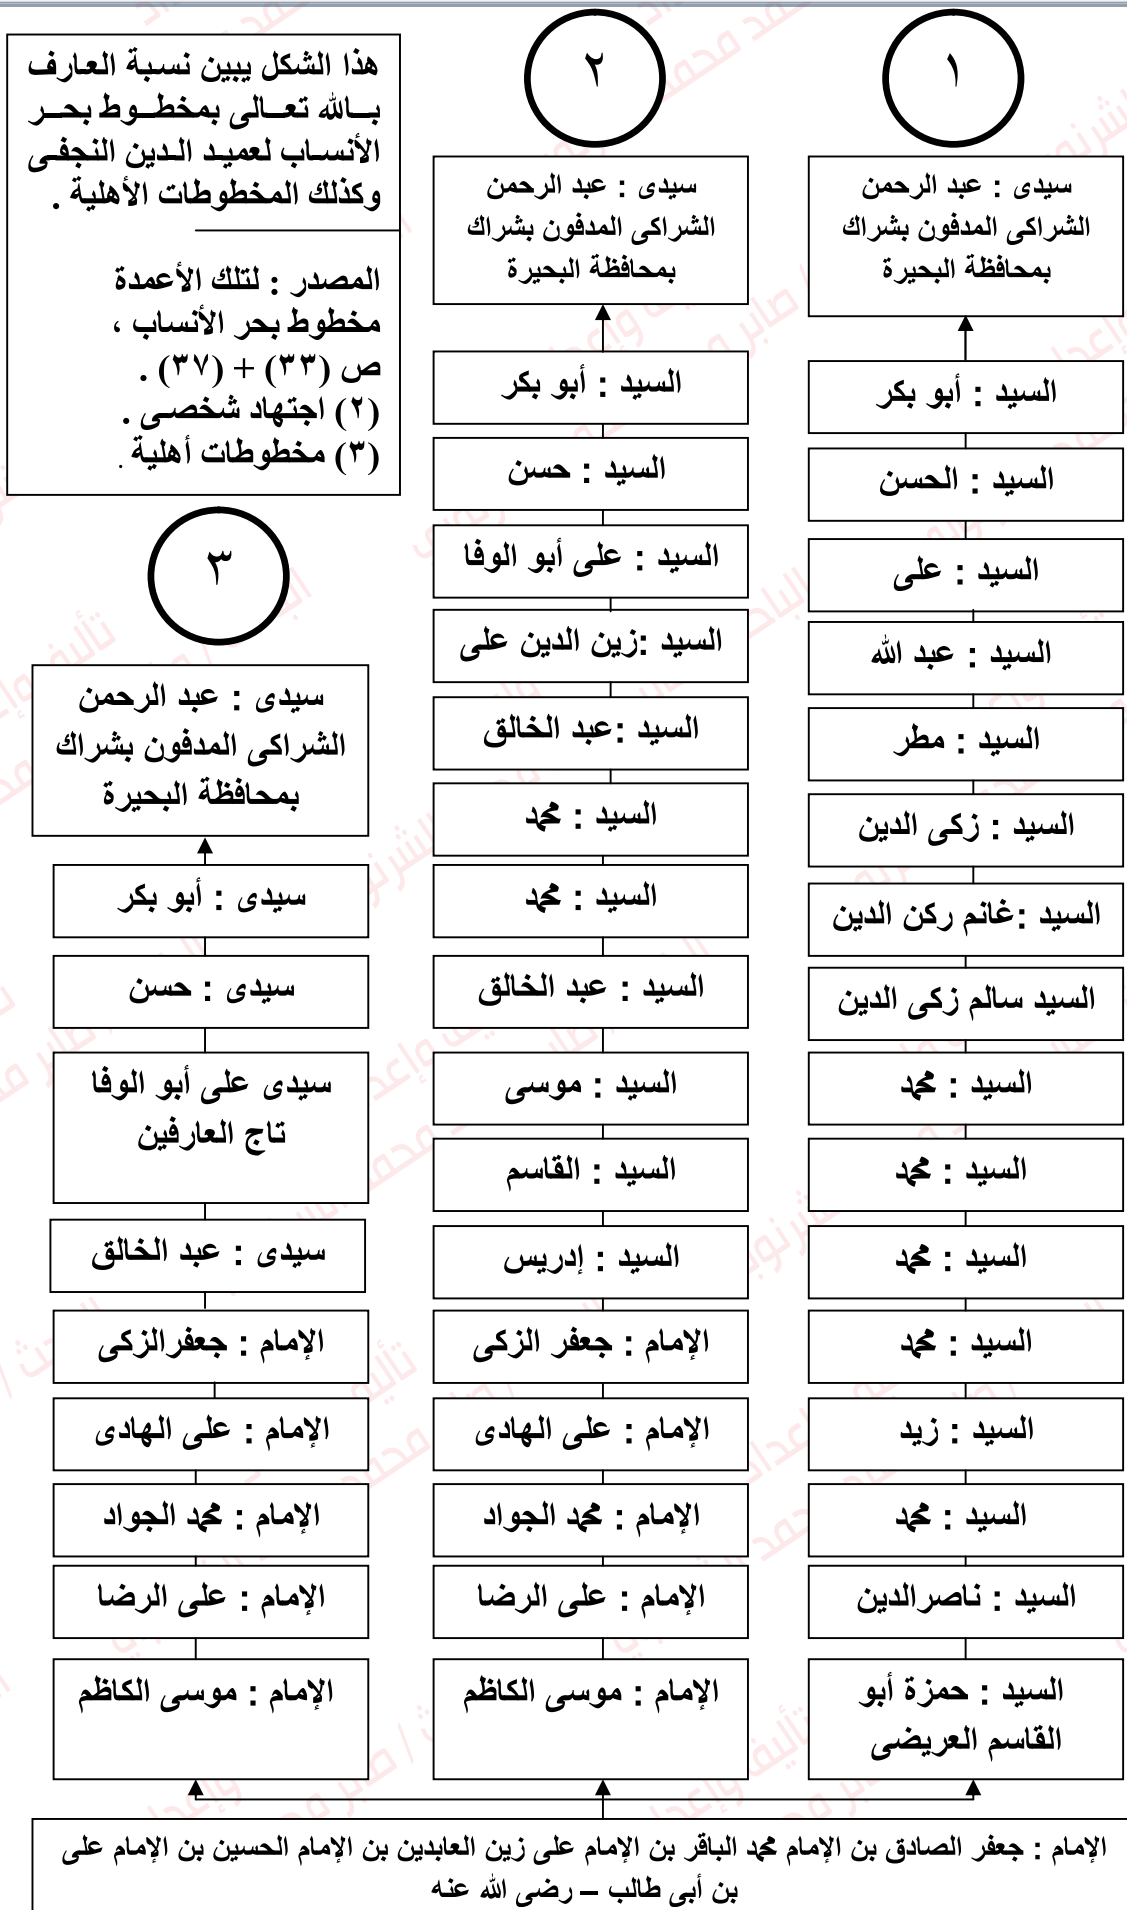 ١
سيدى : عبد الرحمن
الشراكى المدفون بشراك
بمحافظة البحيرة
السيد : أبو بكر
السيد : الحسن
السيد : على
السيد : عبد الله
السيد : مطر
السيد : زكى الدين
السيد :غانم ركن الدين
السيد سالم زكى الدين
السيد : محمد
السيد : محمد
السيد : محمد
السيد : محمد
السيد : زيد
السيد : محمد
السيد : ناصرالدين
السيد : حمزة أبو
القاسم العريضى
٢
سيدى : عبد الرحمن
الشراكى المدفون بشراك
بمحافظة البحيرة
السيد : أبو بكر
السيد : حسن
السيد : على أبو الوفا
السيد :زين الدين على
السيد :عبد الخالق
السيد : محمد
السيد : محمد
السيد : عبد الخالق
السيد : موسى
السيد : القاسم
السيد : إدريس
الإمام : جعفر الزكى
الإمام : على الهادى
الإمام : محمد الجواد
الإمام : على الرضا
الإمام : موسى الكاظم
هذا الشكل يبين نسبة العارف
بــالله تعــالى بمخطــوط بحــر
الأنســاب لعميـد الـدين النجفـى
وكذلك المخطوطات الأهلية .
المصدر : لتلك الأعمدة
مخطوط بحر الأنساب ،
ص (٣٣) + (٣٧) .
(٢) اجتهاد شخصى .
(٣) مخطوطات أهلية .
٣
سيدى : عبد الرحمن
الشراكى المدفون بشراك
بمحافظة البحيرة
سيدى : أبو بكر
سيدى : حسن
سيدى على أبو الوفا
تاج العارفين
سيدى : عبد الخالق
الإمام : جعفرالزكى
الإمام : على الهادى
الإمام : محمد الجواد
الإمام : على الرضا
الإمام : موسى الكاظم
الإمام : جعفر الصادق بن الإمام محمد الباقر بن الإمام على زين العابدين بن الإمام الحسين بن الإمام على
بن أبى طالب – رضى الله عنه